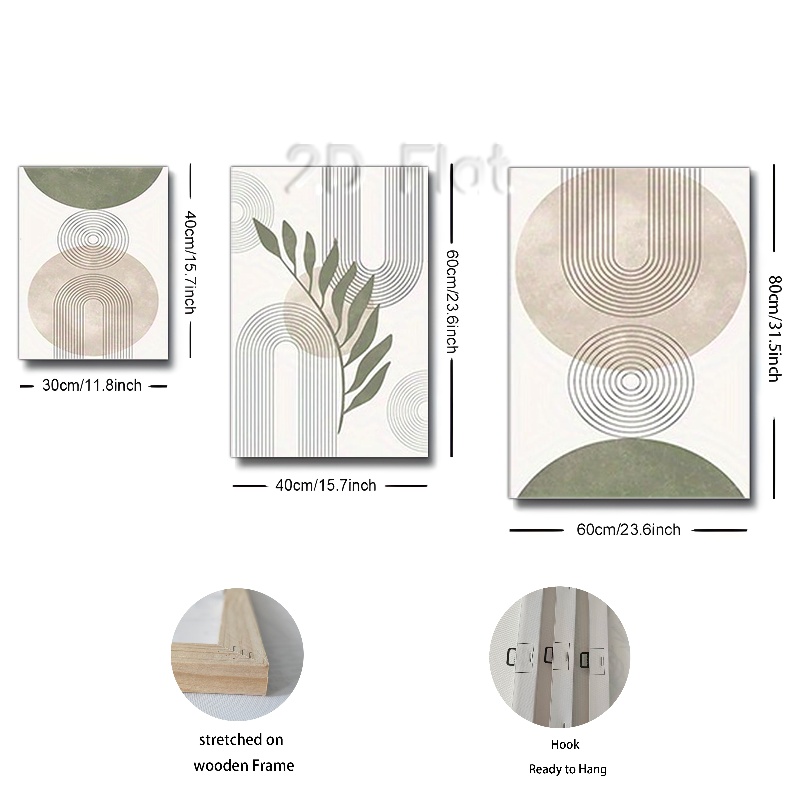 2D Flat
40cm/15.7inch
30cm/11.8inch
60cm/23.6inch
40cm/15.7inch
80cm/31.5inch
60cm/23.6inch
stretched on
wooden Frame
Hook
Ready to Hang